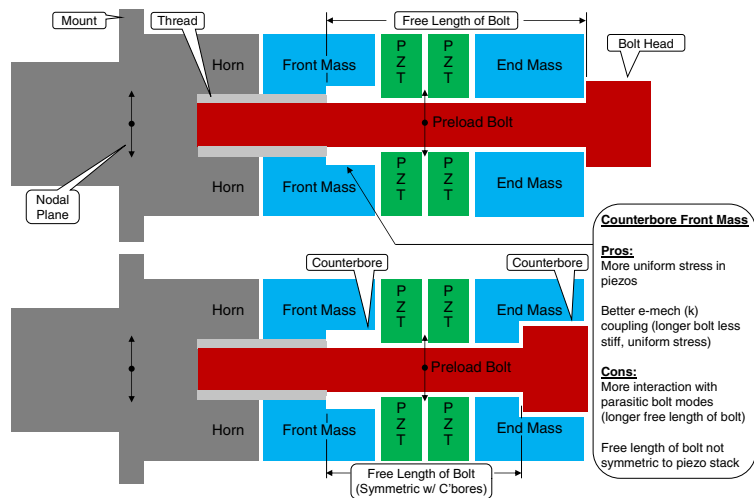 Mount
Thread
Free Length of Bolt
Bolt Head
Horn
Front Mass
P
Z
T
P
Z
T
End Mass
Preload Bolt
Nodal
Plane
Horn
Front Mass
P
Z
T
P
Z
T
End Mass
Counterbore Front Mass
Pros:
More uniform stress in
piezos
Better e-mech (k)
coupling (longer bolt less
stiff, uniform stress)
Cons:
More interaction with
parasitic bolt modes
(longer free length of bolt)
Free length of bolt not
symmetric to piezo stack
Counterbore
Counterbore
Horn
Front Mass
P
Z
T
P
Z
T
End Mass
Preload Bolt
Horn
Front Mass
P
Z
T
P
Z
T
End Mass
Free Length of Bolt
(Symmetric w/ C'bores)